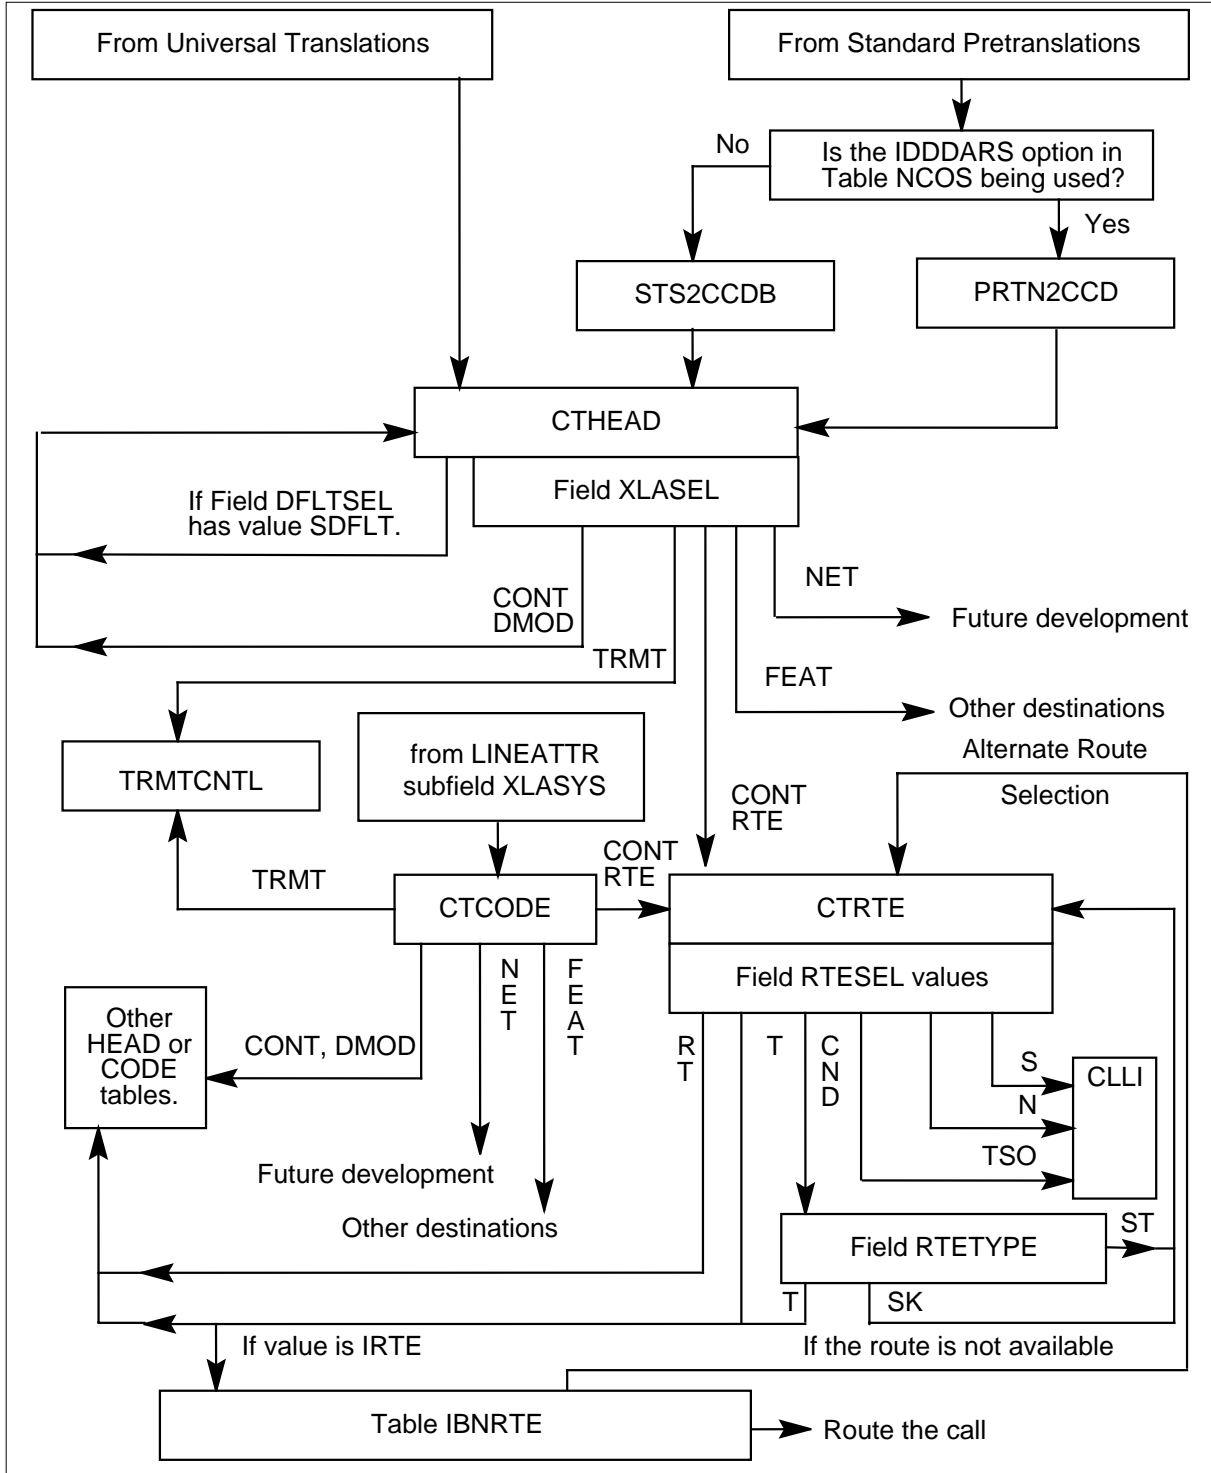 From Universal Translations
From Standard Pretranslations
No
Is the IDDDARS option in
Table NCOS being used?
Yes
STS2CCDB
PRTN2CCD
CTHEAD
Field XLASEL
If Field DFLTSEL
has value SDFLT.
NET
CONT
DMOD
Future development
TRMT
FEAT
Other destinations
Alternate Route
Selection
from LINEATTR
subfield XLASYS
TRMTCNTL
CONT
RTE
CONT
RTE
TRMT
CTCODE
CTRTE
Field RTESEL values
NET
FEAT
Other
HEAD or
CODE
tables.
CONT, DMOD
RT
T
CND
S
CLLI
N
TSO
Future development
Other destinations
ST
Field RTETYPE
T
SK
If value is IRTE
If the route is not available
Table IBNRTE
Route the call